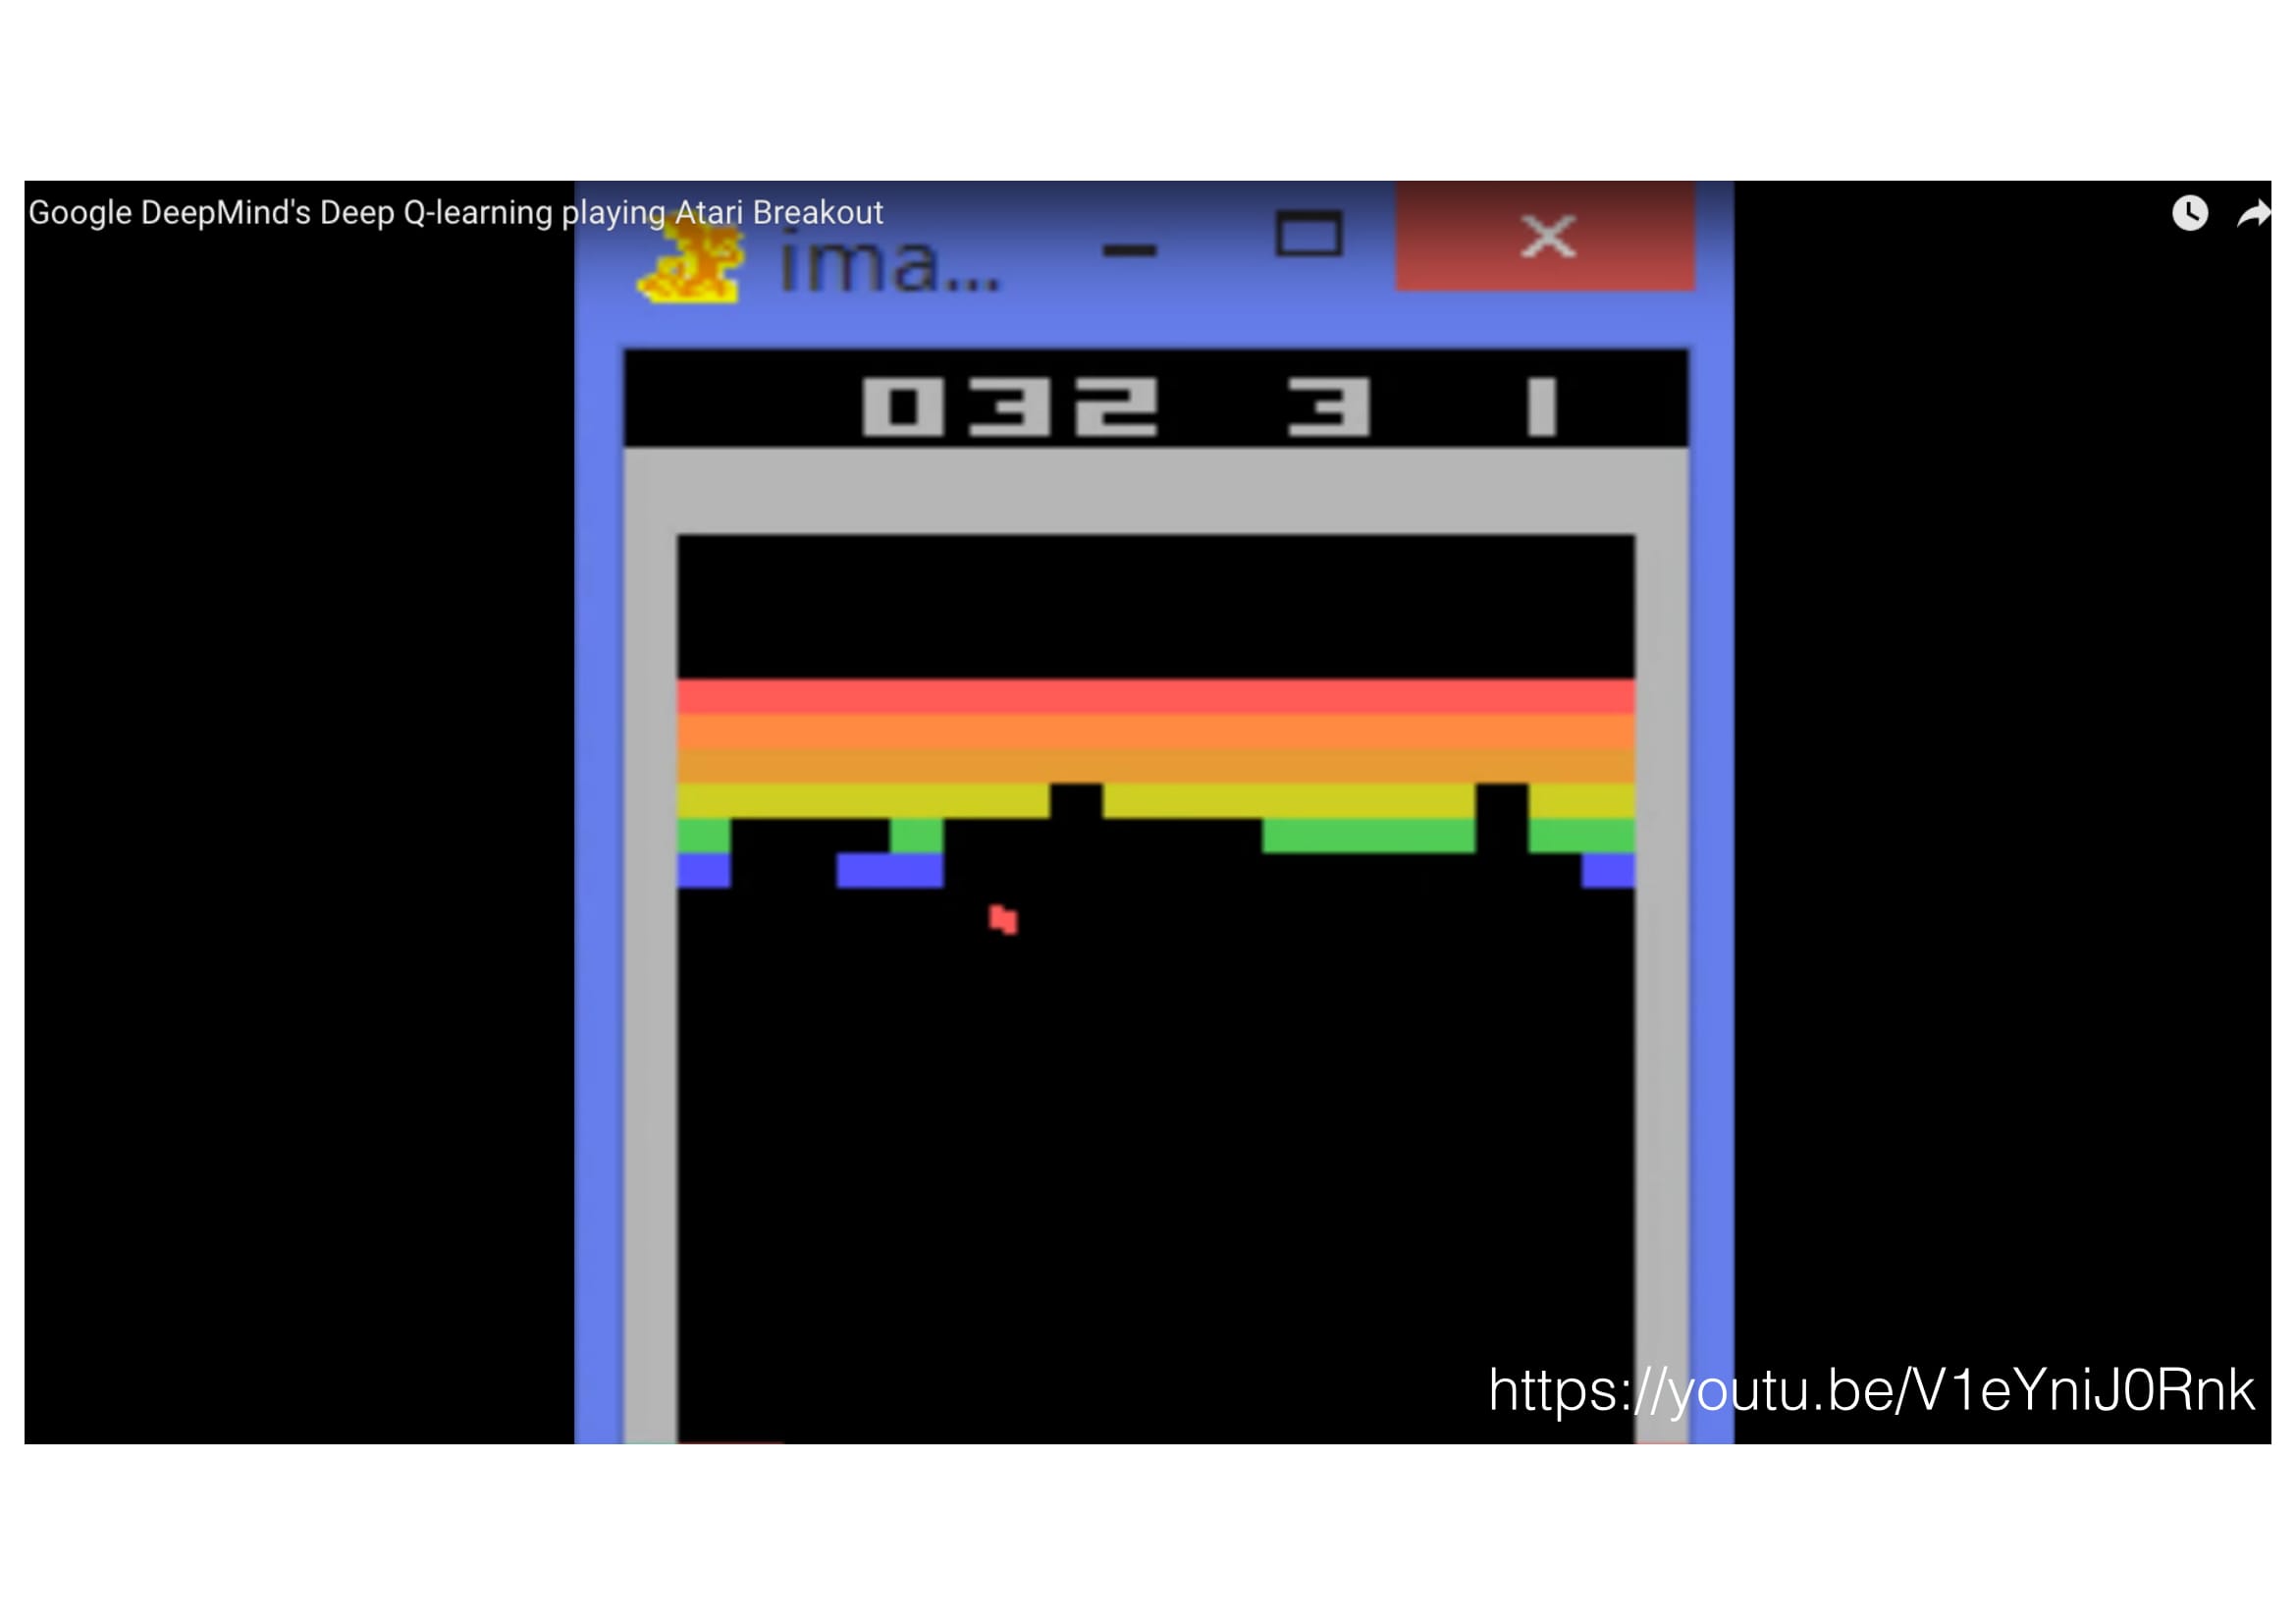 Google DeepMind's Deep Q-learning playing Atari Breakout
ima...
032 3 1
https://youtu.be/V1eYniJ0Rnk